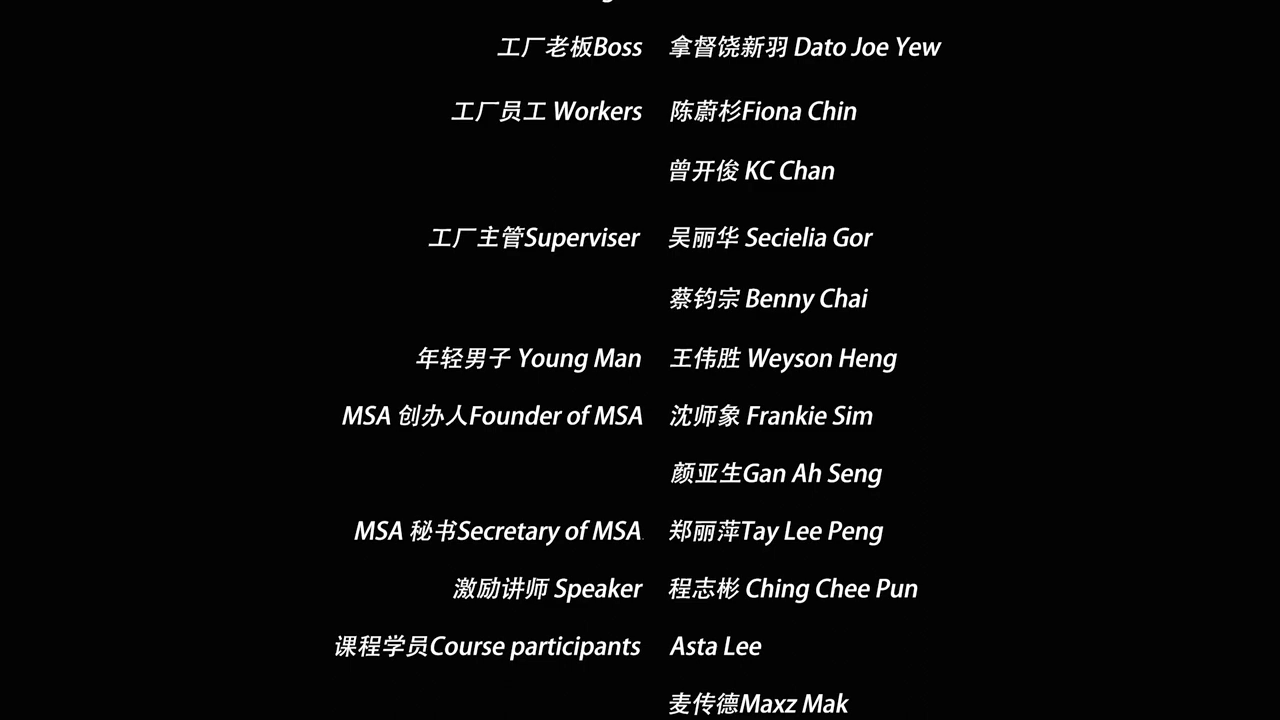 工厂老板Boss 拿督饶新羽 Dato Joe Yew
工厂员工 Workers 陈蔚杉Fiona Chin
曾开俊 KC Chan
工厂主管Superviser 吴丽华 Secielia Gor
蔡钧宗 Benny Chai
年轻男子 Young Man 王伟胜 Weyson Heng
MSA 创办人Founder of MSA 沈师象 Frankie Sim
颜亚生Gan Ah Seng
MSA 秘书Secretary of MSA 郑丽萍Tay Lee Peng
激励讲师 Speaker 程志彬 Ching Chee Pun
课程学员Course participants Asta Lee
麦传德Maxz Mak